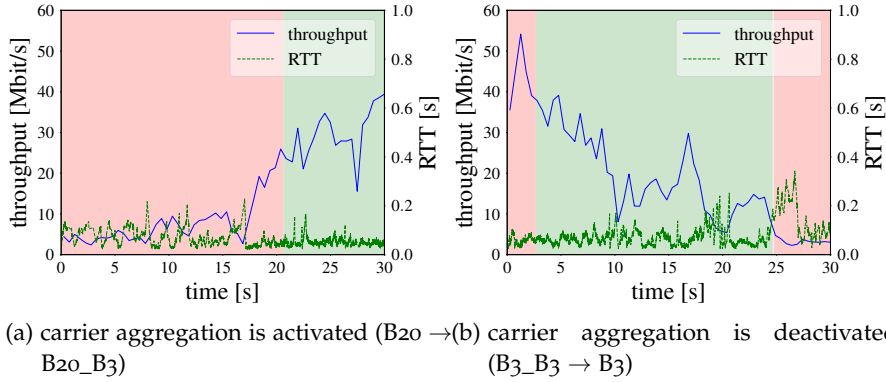 60
50
40
30
20
10
0
throughput [Mbit/s]
0 5 10 15 20 25 30
time [s]
1.0
0.8
0.6
0.4
0.2
0.0
RTT [s]
throughput
RTT
60
50
40
30
20
10
0
throughput [Mbit/s]
0 5 10 15 20 25 30
time [s]
1.0
0.8
0.6
0.4
0.2
0.0
RTT [s]
throughput
RTT
(a) carrier aggregation is activated (B20 →
B20_B3)
(b) carrier aggregation is deactivated
(B3_B3 → B3)